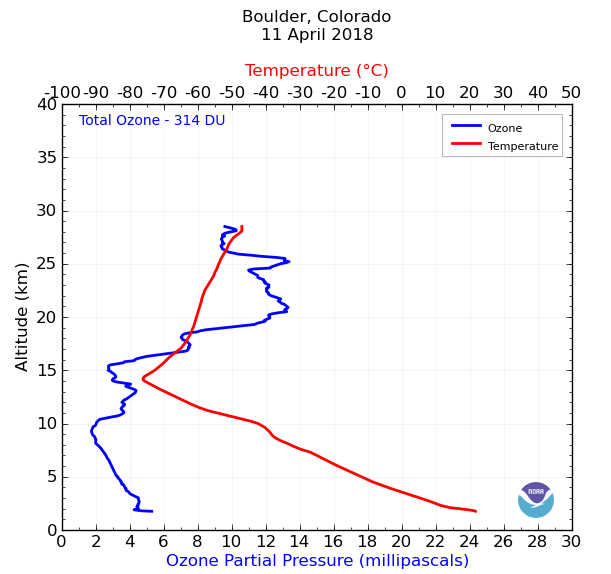 Boulder, Colorado
11 April 2018
Temperature (°C)
-100 -90 -80 -70 -60 -50 -40 -30 -20 -10 0 10 20 30 40 50
40
Total Ozone - 314 DU
Ozone
Temperature
35
30
25
20
15
10
5
0
Altitude (km)
NOAA
0 2 4 6 8 10 12 14 16 18 20 22 24 26 28 30
Ozone Partial Pressure (millipascals)